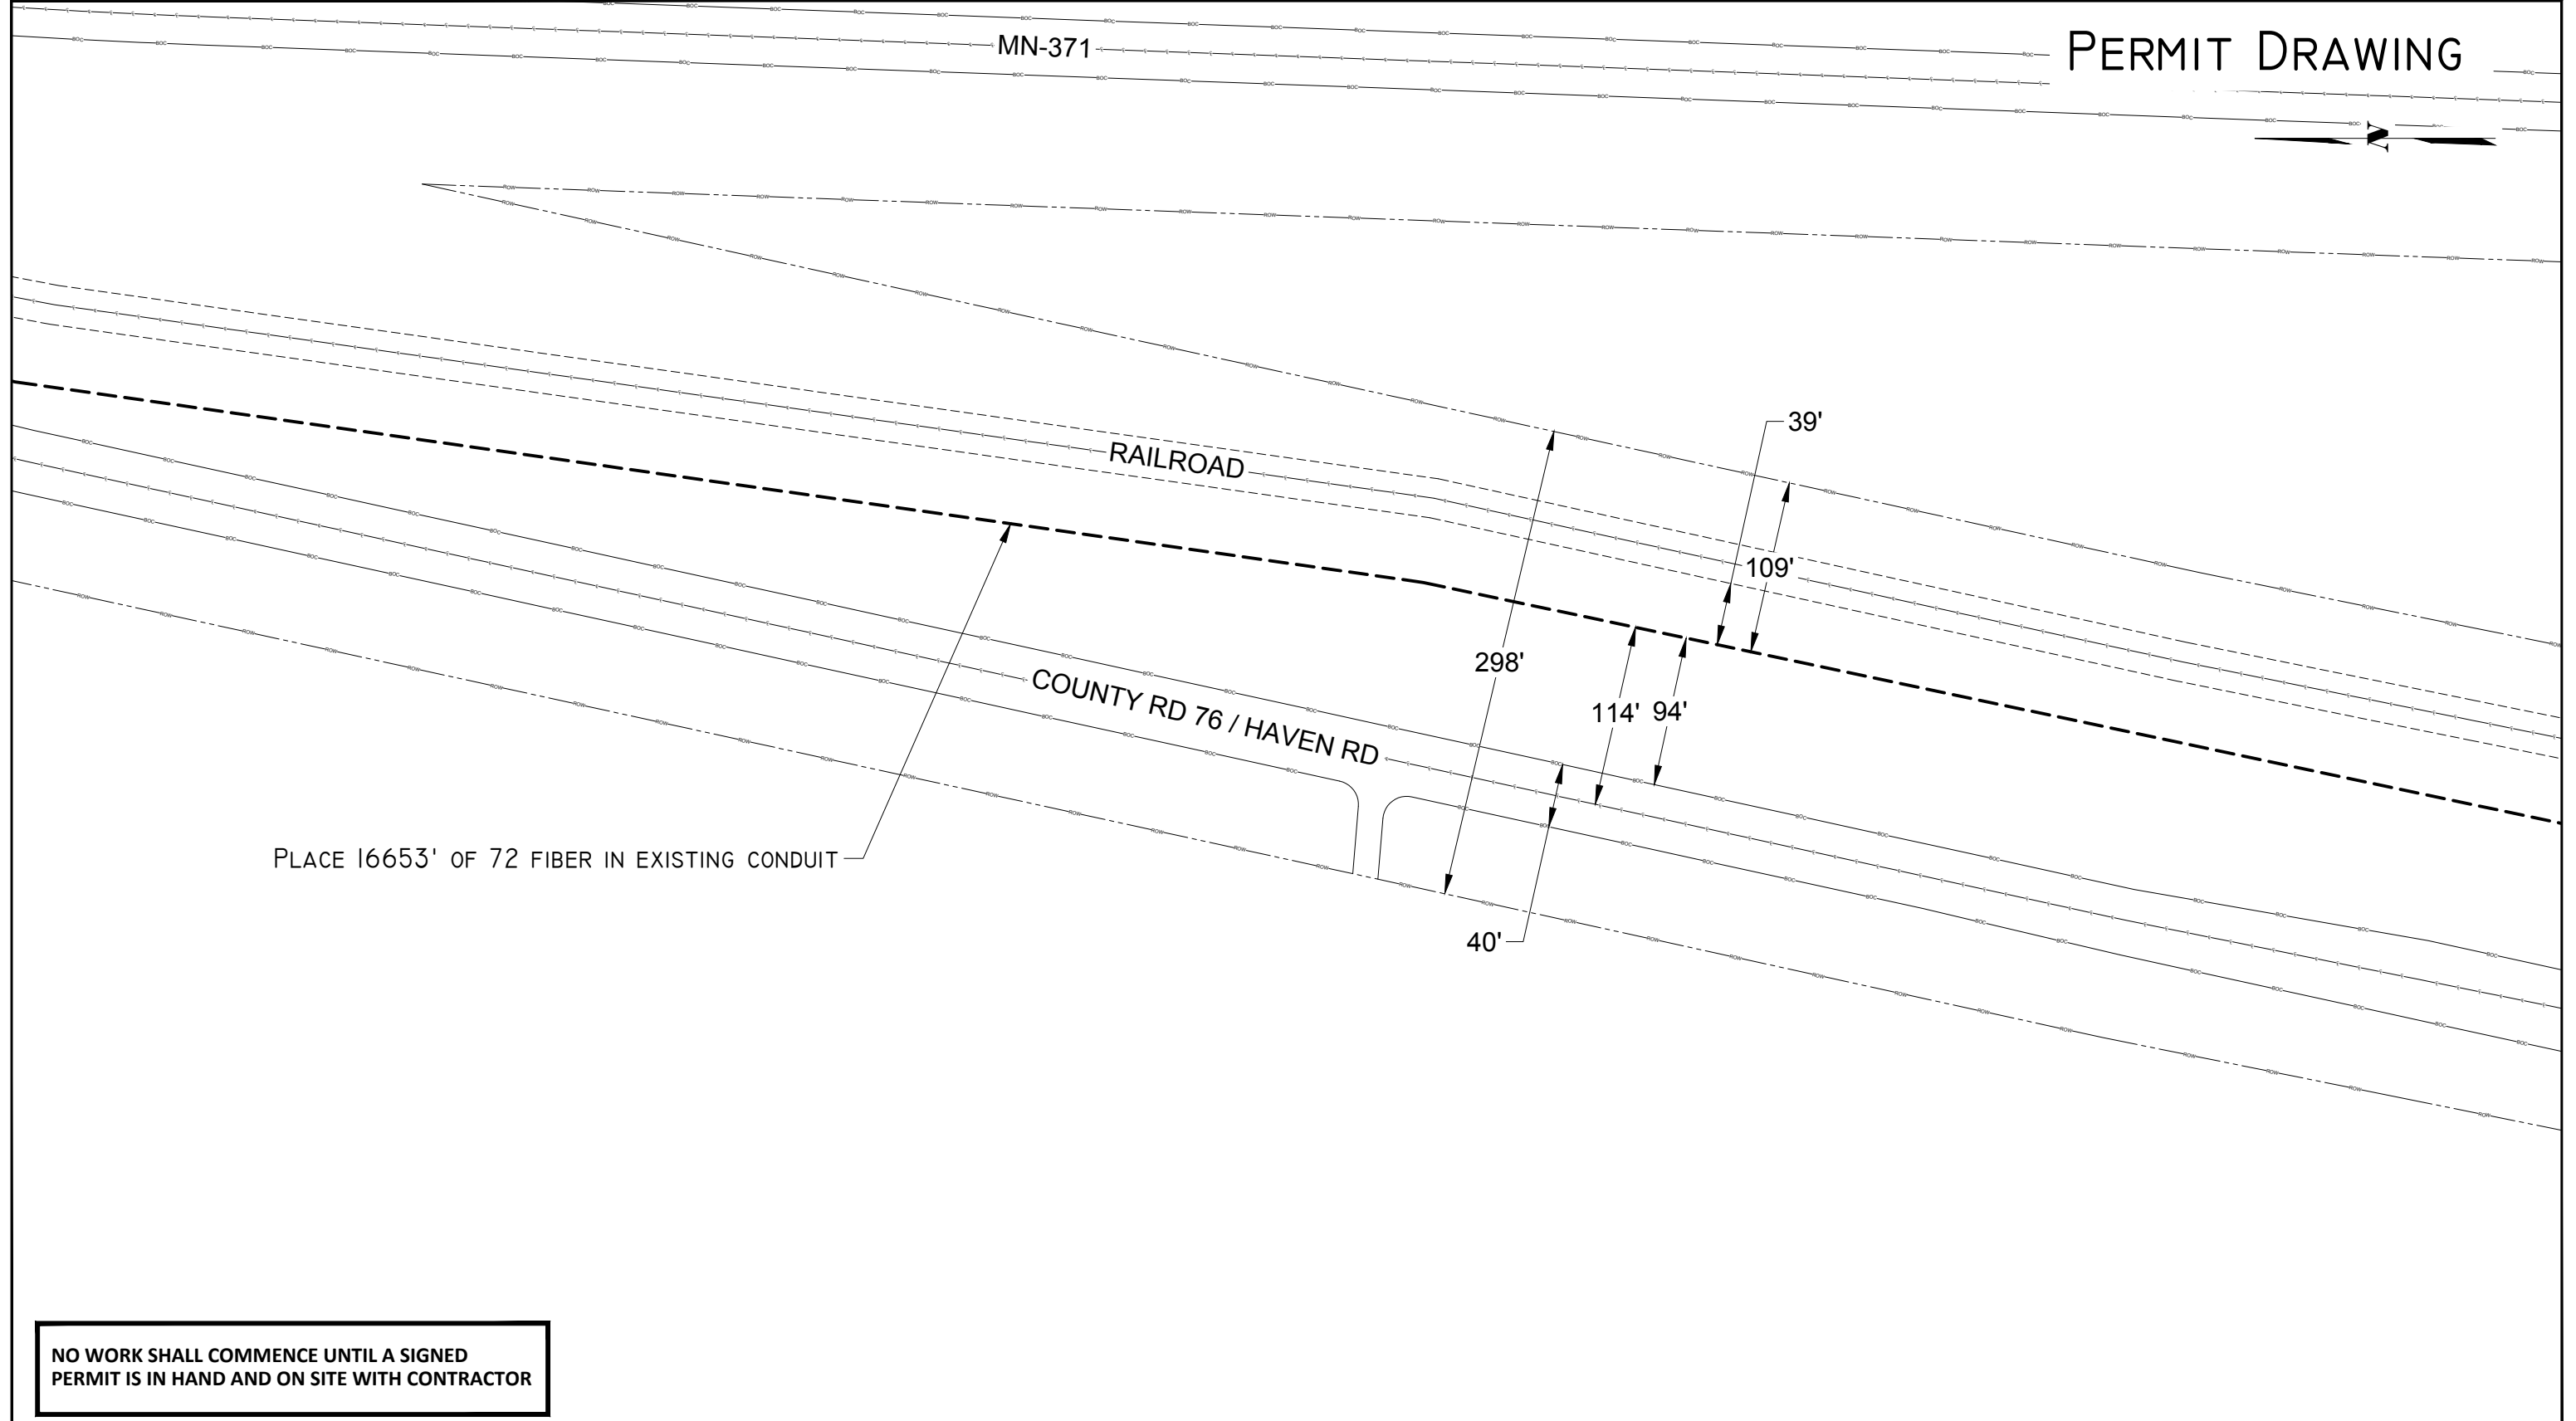 PERMIT DRAWING
MN-371
N
39'
RAILROAD
109'
298'
COUNTY RD 76 / HAVEN RD
114' 94'
PLACE 16653' OF 72 FIBER IN EXISTING CONDUIT
40'
NO WORK SHALL COMMENCE UNTIL A SIGNED
PERMIT IS IN HAND AND ON SITE WITH CONTRACTOR
BOC
ROW